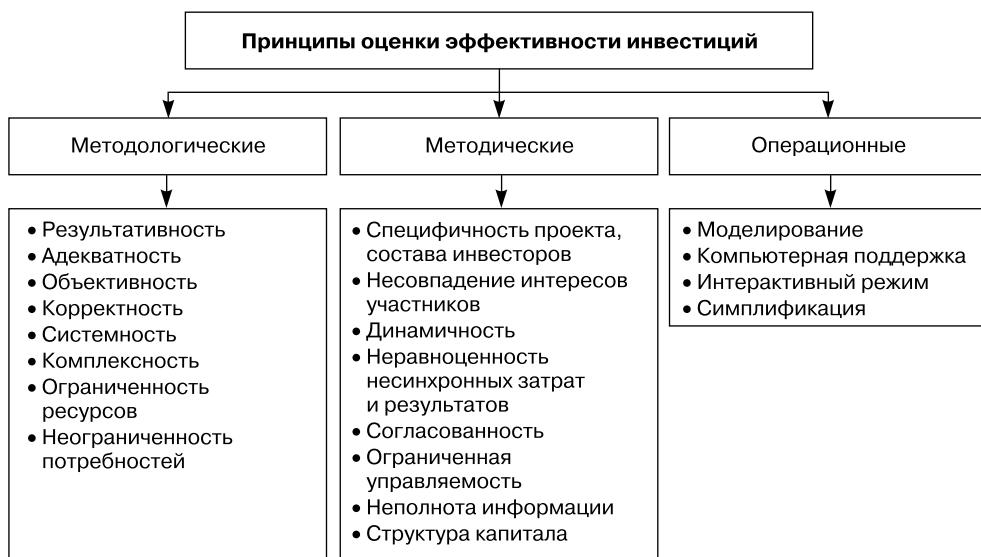 Принципы оценки эффективности инвестиций
Методологические
Методические
Операционные
• Результативность
• Адекватность
• Объективность
• Корректность
• Системность
• Комплексность
• Ограниченность
ресурсов
• Неограниченность
потребностей
• Специфичность проекта,
состава инвесторов
• Несовпадение интересов
участников
• Динамичность
• Неравноценность
несинхронных затрат
и результатов
• Согласованность
• Ограниченная
управляемость
• Неполнота информации
• Структура капитала
• Моделирование
• Компьютерная поддержка
• Интерактивный режим
• Симплификация